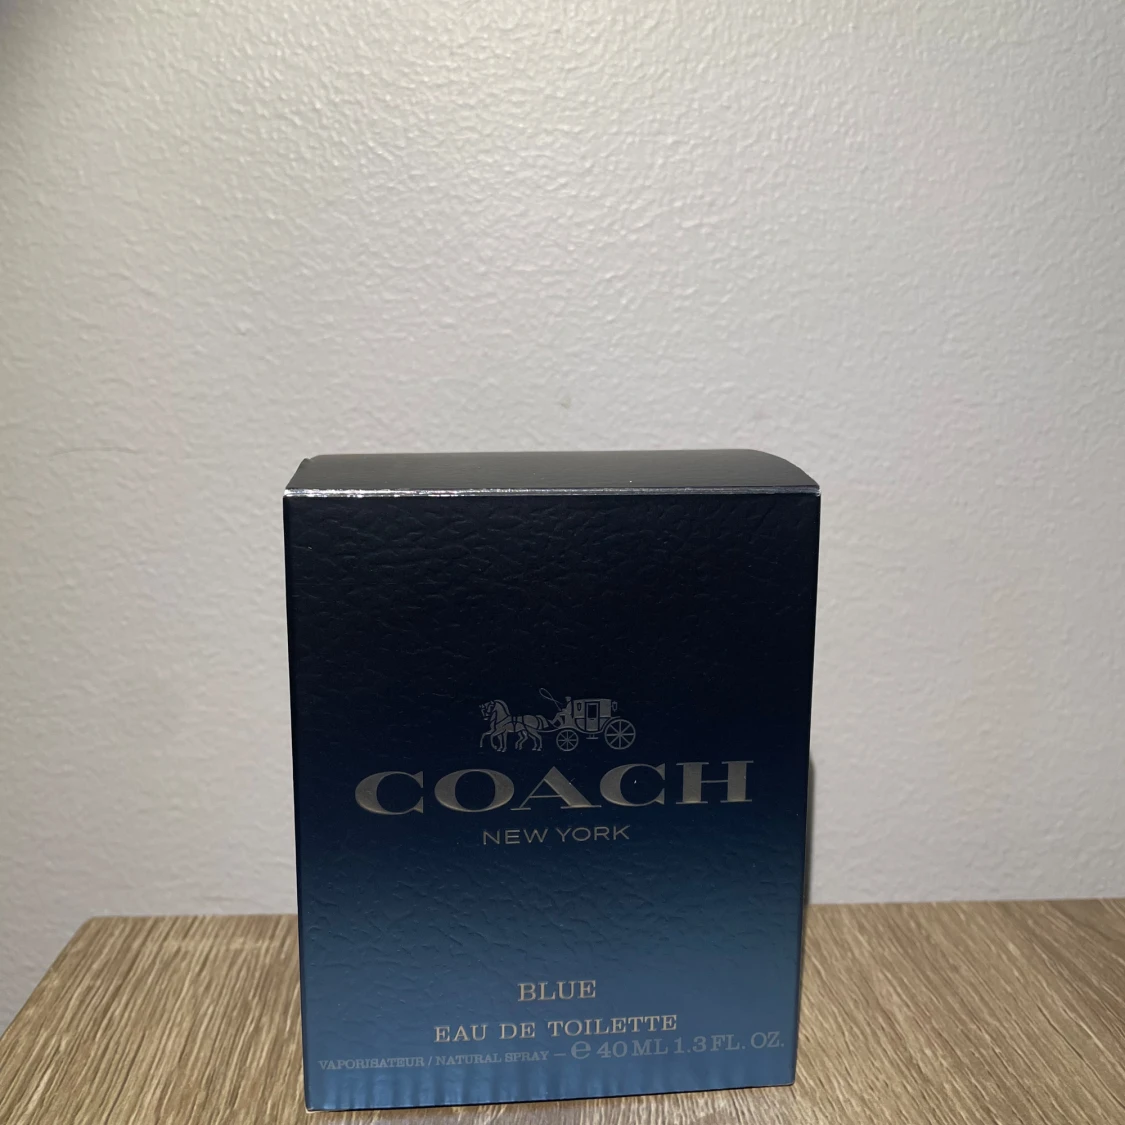 COACH
NEW YORK
BLUE
EAU DE TOILETTE
VAPORISATEUR / NATURAL SPRAY – ℮ 40 ML 1.3 FL. OZ.